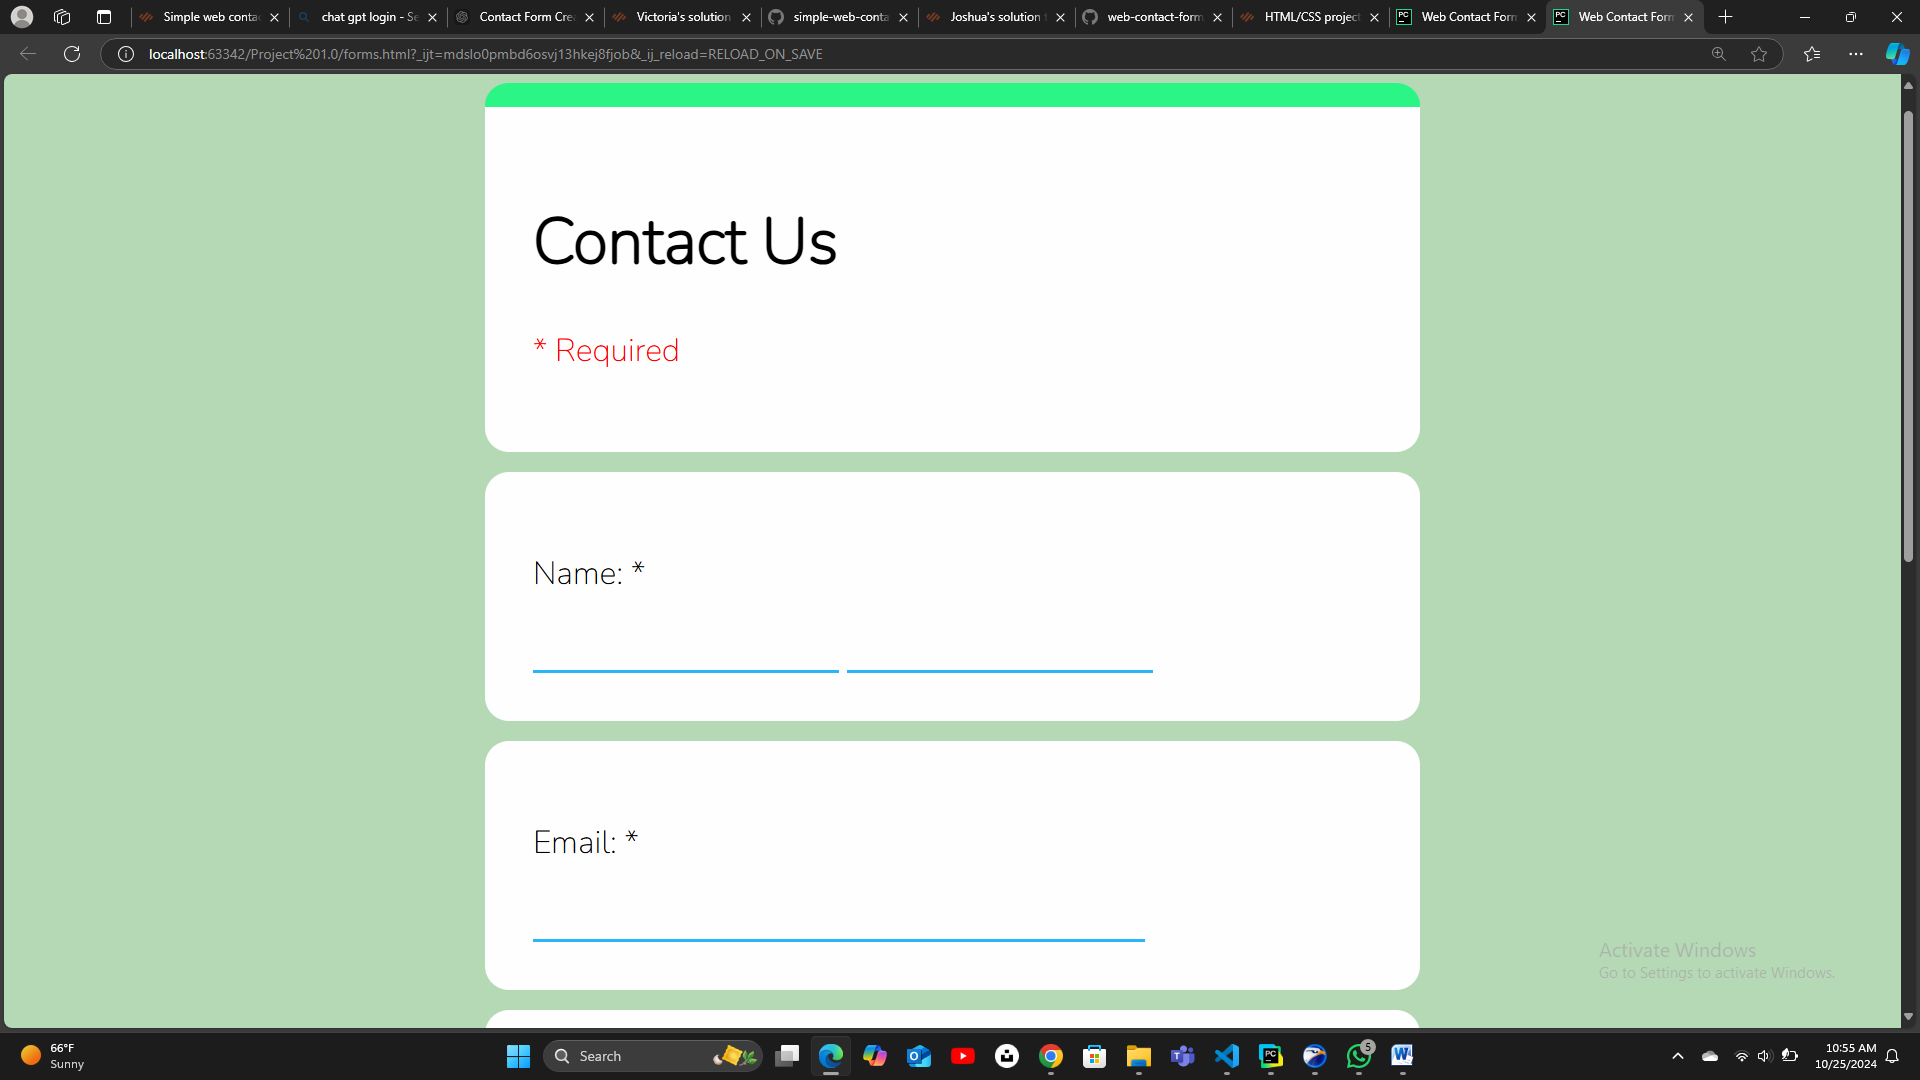 Simple web conta
chat gpt login - Se
Contact Form Cre
Victoria's solution
simple-web-conta
Joshua's solution t
web-contact-form
HTML/CSS project
PC Web Contact Form
PC Web Contact Form
localhost:63342/Project%201.0/forms.html?_ijt=mdslo0pmbd6osvj13hkej8fjob&_ij_reload=RELOAD_ON_SAVE
Contact Us
* Required
Name: *
Email: *
Activate Windows
Go to Settings to activate Windows.
66°F
Sunny
Search
PC
5
W
10:55 AM
10/25/2024